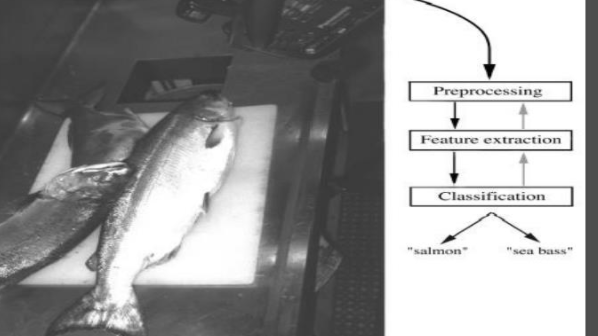 Preprocessing
Feature extraction
Classification
"salmon"
"sea bass"